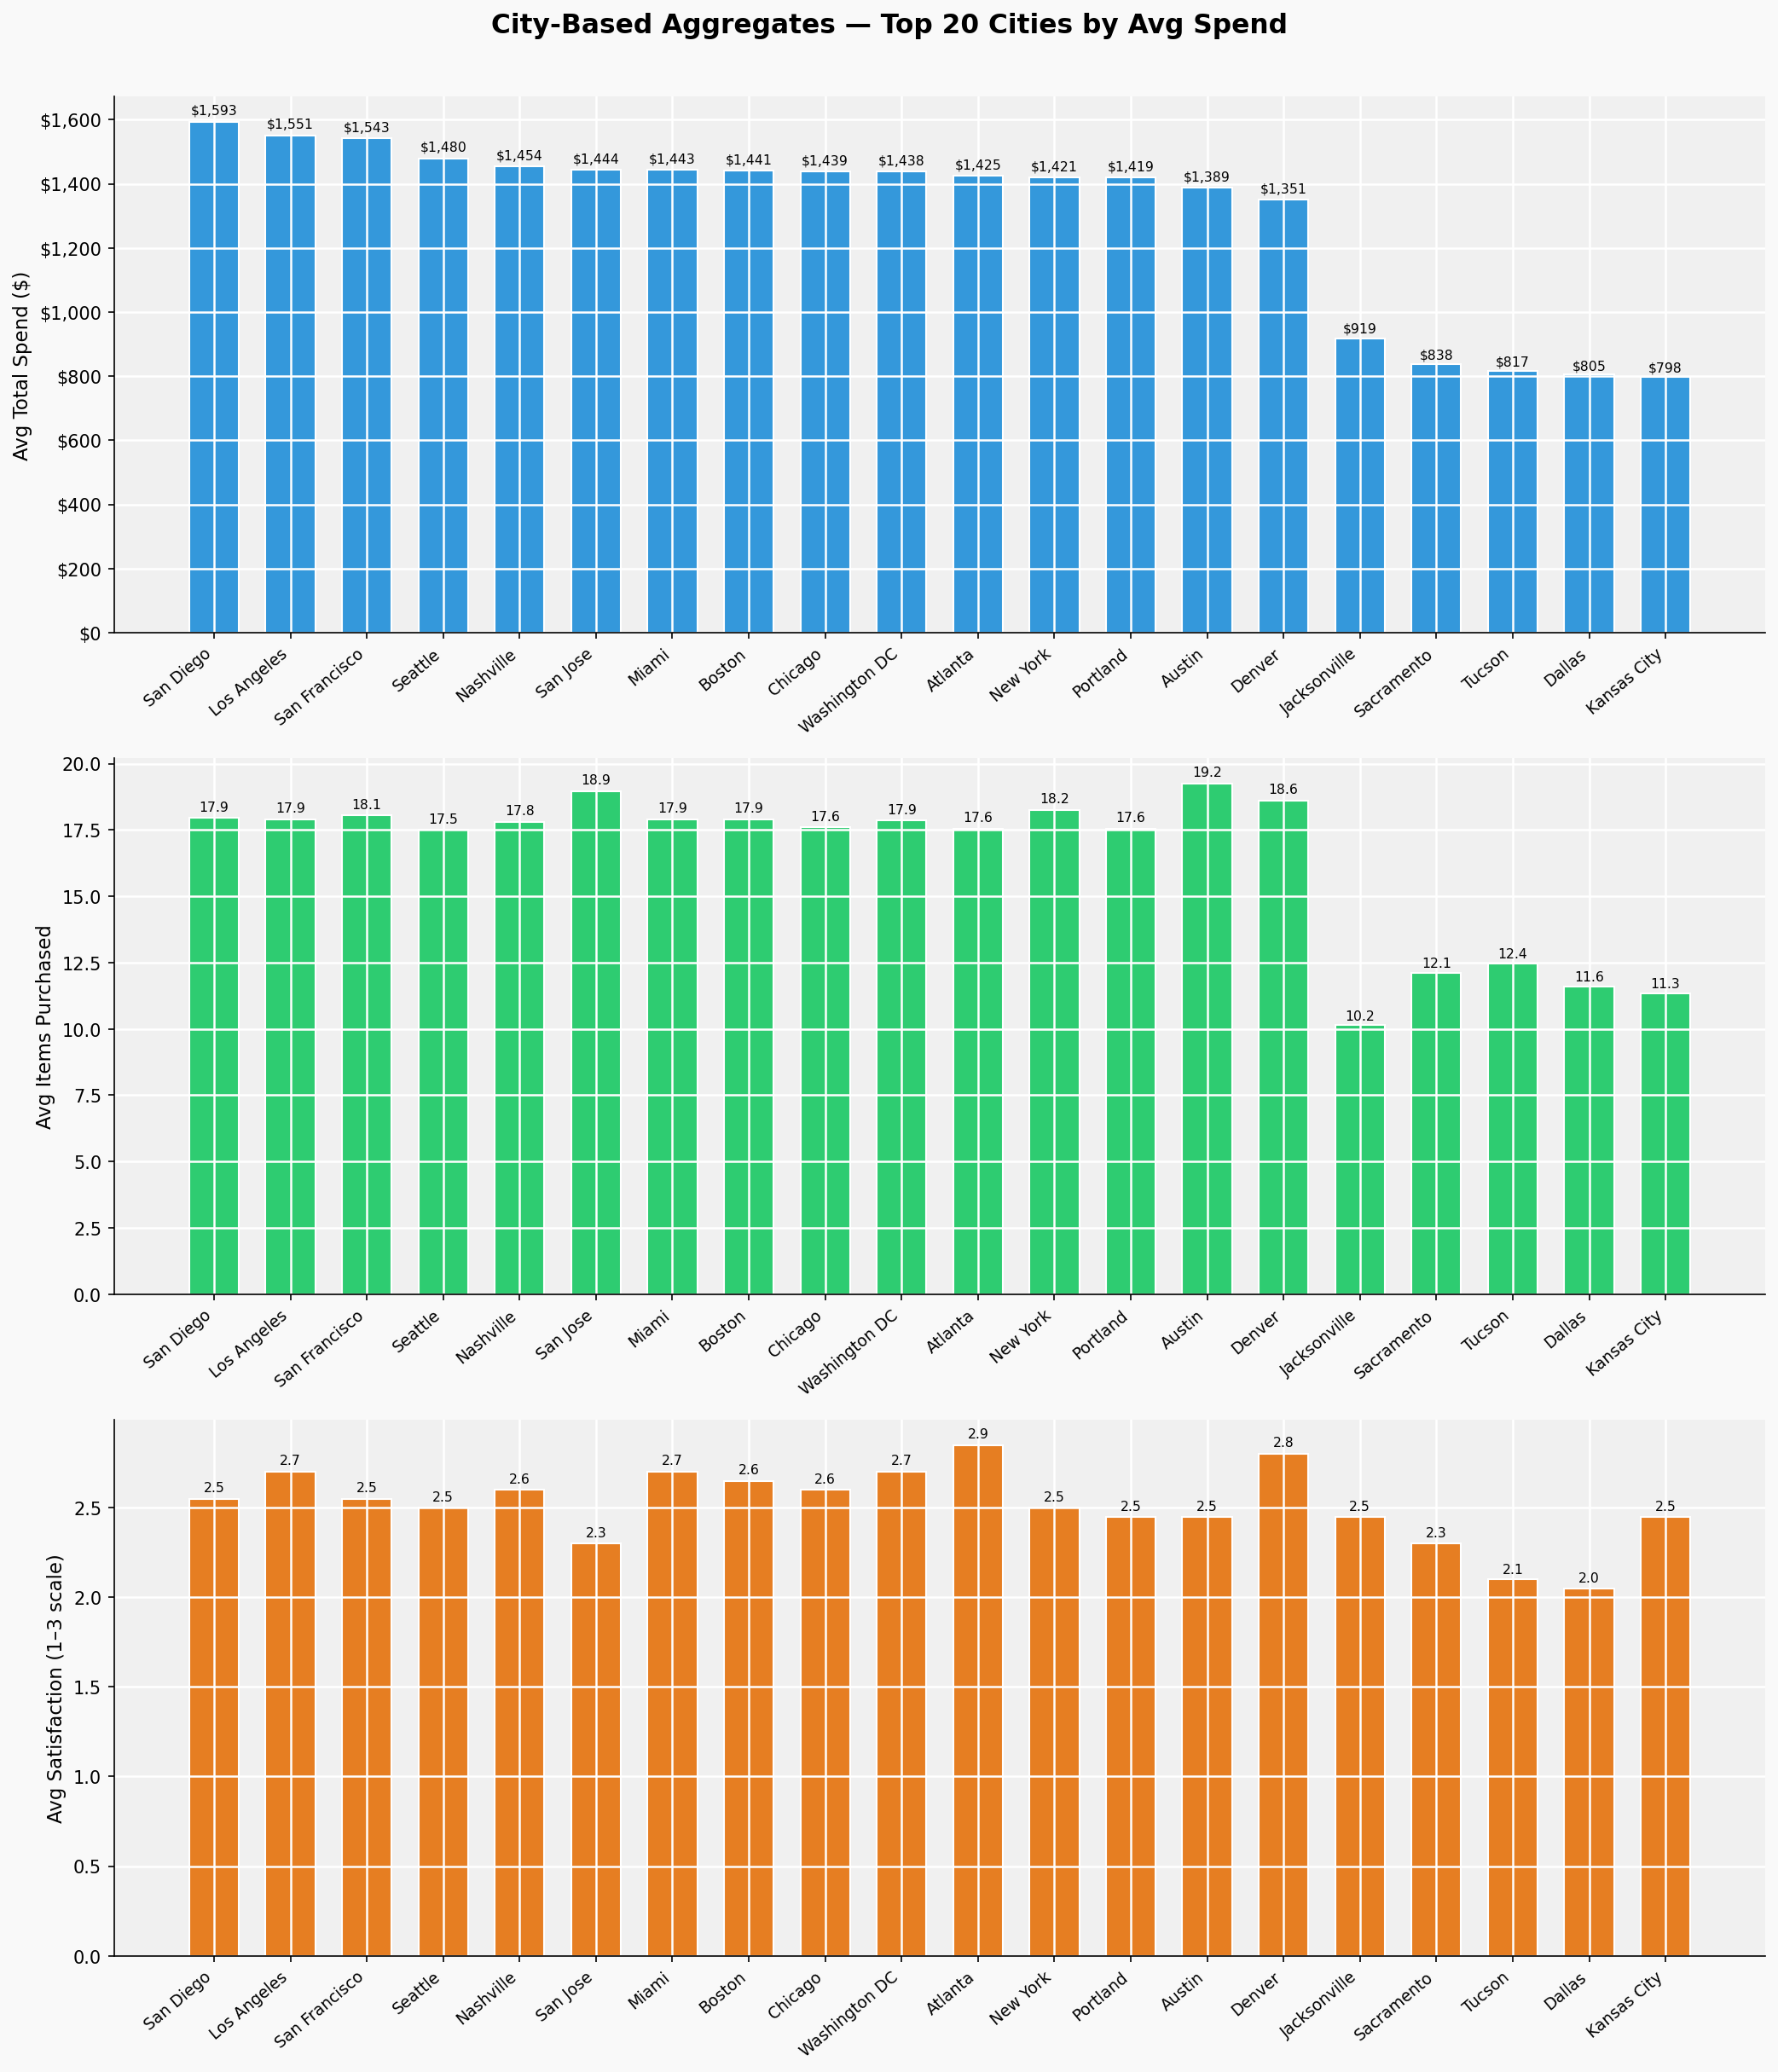 City-Based Aggregates — Top 20 Cities by Avg Spend
Avg Total Spend ($)
$1,600
$1,400
$1,200
$1,000
$800
$600
$400
$200
$0
$1,593
$1,551
$1,543
$1,480
$1,454
$1,444
$1,443
$1,441
$1,439
$1,438
$1,425
$1,421
$1,419
$1,389
$1,351
$919
$838
$817
$805
$798
San Diego
Los Angeles
San Francisco
Seattle
Nashville
San Jose
Miami
Boston
Chicago
Washington DC
Atlanta
New York
Portland
Austin
Denver
Jacksonville
Sacramento
Tucson
Dallas
Kansas City
Avg Items Purchased
20.0
17.5
15.0
12.5
10.0
7.5
5.0
2.5
0.0
17.9
17.9
18.1
17.5
17.8
18.9
17.9
17.9
17.6
17.9
17.6
18.2
17.6
19.2
18.6
10.2
12.1
12.4
11.6
11.3
San Diego
Los Angeles
San Francisco
Seattle
Nashville
San Jose
Miami
Boston
Chicago
Washington DC
Atlanta
New York
Portland
Austin
Denver
Jacksonville
Sacramento
Tucson
Dallas
Kansas City
Avg Satisfaction (1–3 scale)
2.5
2.0
1.5
1.0
0.5
0.0
2.5
2.7
2.5
2.5
2.6
2.3
2.7
2.6
2.6
2.7
2.9
2.5
2.5
2.5
2.8
2.5
2.3
2.1
2.0
2.5
San Diego
Los Angeles
San Francisco
Seattle
Nashville
San Jose
Miami
Boston
Chicago
Washington DC
Atlanta
New York
Portland
Austin
Denver
Jacksonville
Sacramento
Tucson
Dallas
Kansas City